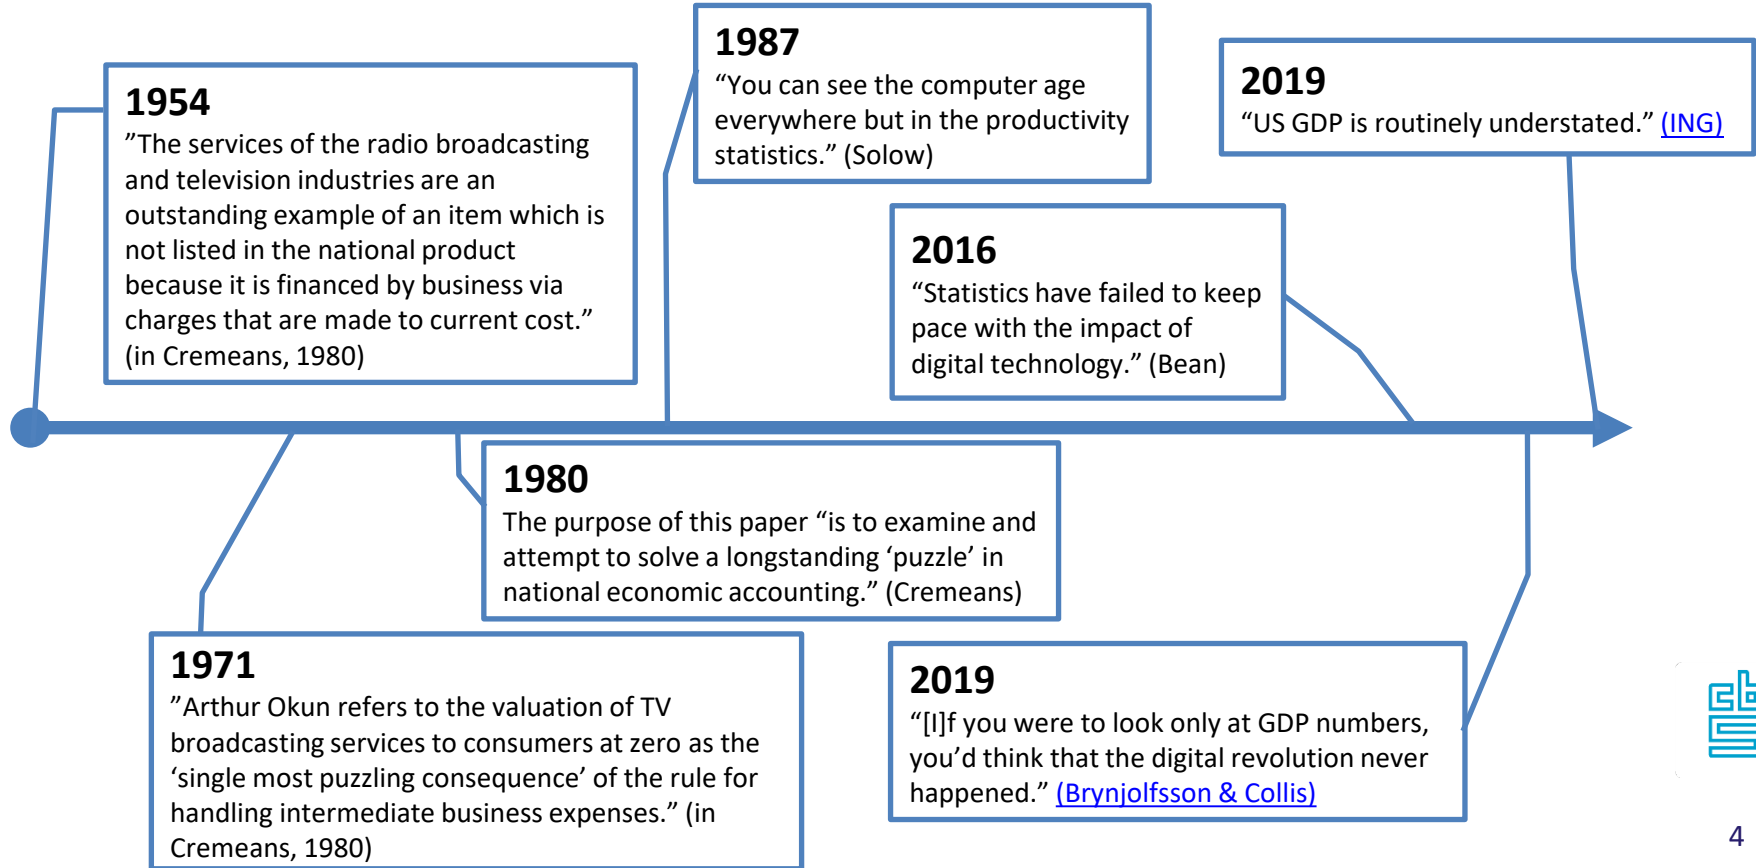 1954
”The services of the radio broadcasting
and television industries are an
outstanding example of an item which is
not listed in the national product
because it is financed by business via
charges that are made to current cost.”
(in Cremeans, 1980)
1971
”Arthur Okun refers to the valuation of TV
broadcasting services to consumers at zero as the
‘single most puzzling consequence’ of the rule for
handling intermediate business expenses.” (in
Cremeans, 1980)
1980
The purpose of this paper “is to examine and
attempt to solve a longstanding ‘puzzle’ in
national economic accounting.” (Cremeans)
1987
“You can see the computer age
everywhere but in the productivity
statistics.” (Solow)
2016
“Statistics have failed to keep
pace with the impact of
digital technology.” (Bean)
2019
“[I]f you were to look only at GDP numbers,
you’d think that the digital revolution never
happened.” (Brynjolfsson & Collis)
2019
“US GDP is routinely understated.” (ING)
4